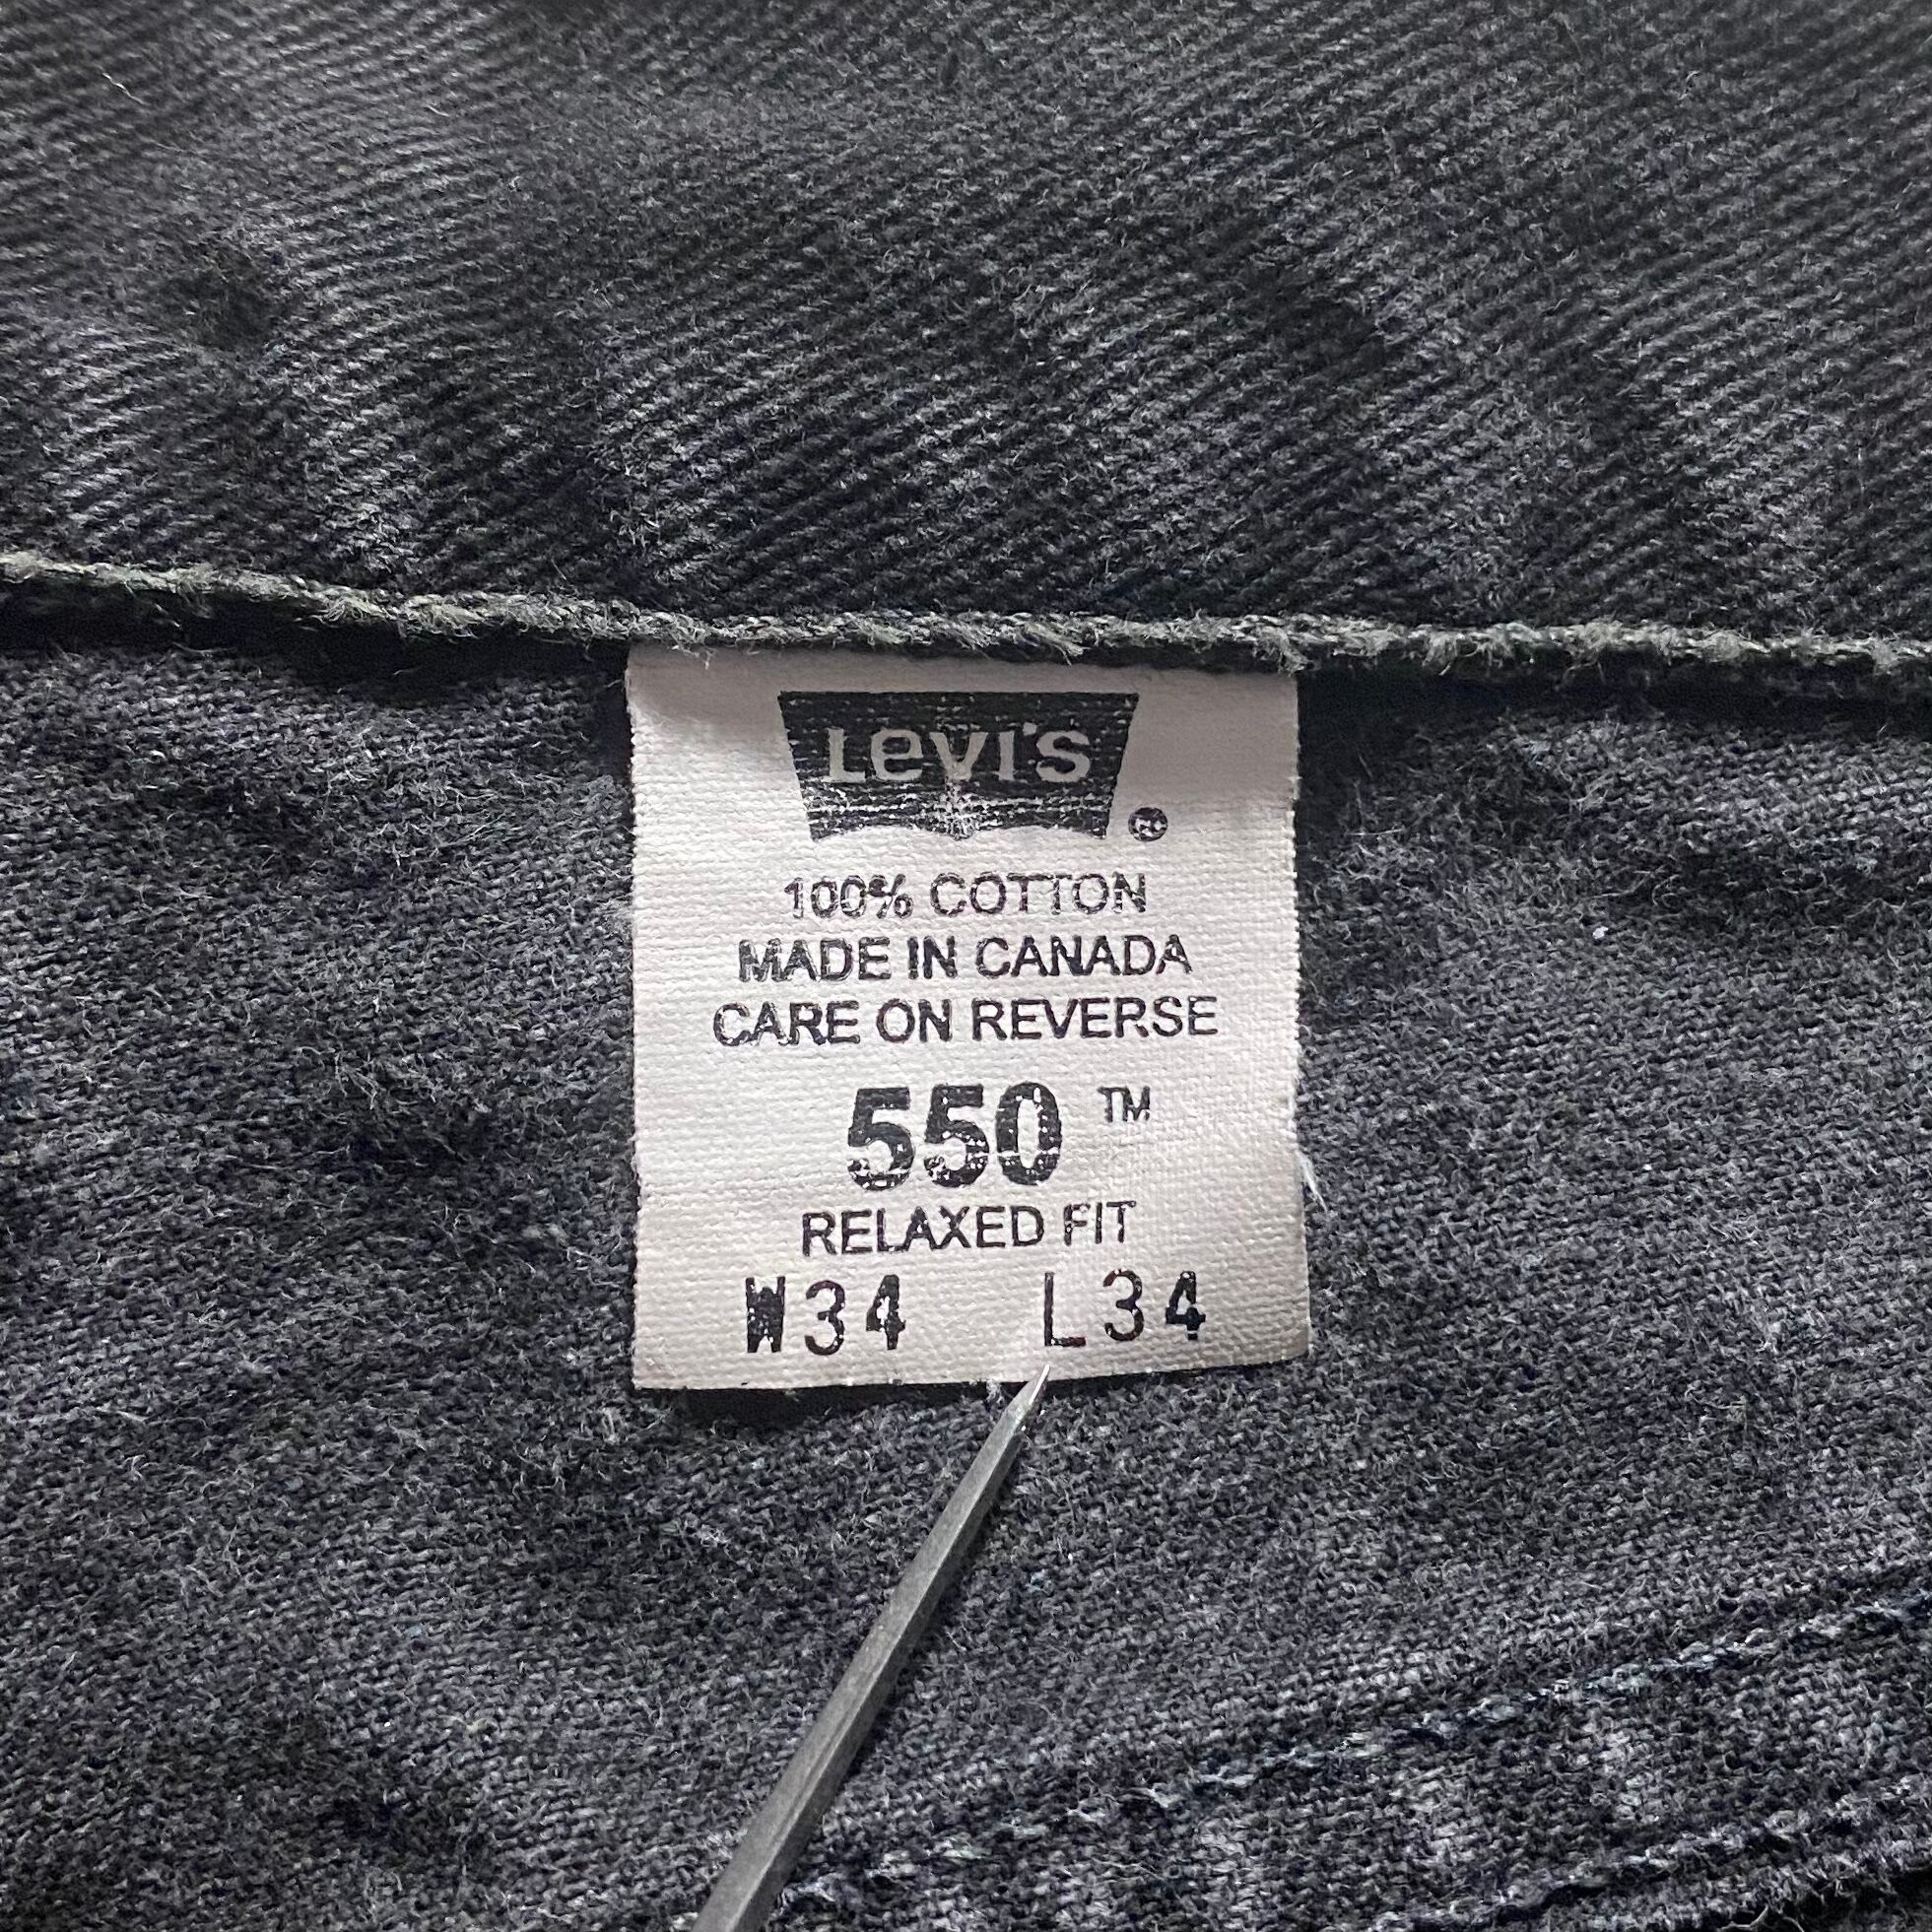 Levi's ®
100% COTTON
MADE IN CANADA
CARE ON REVERSE
550 ™
RELAXED FIT
W34 L34